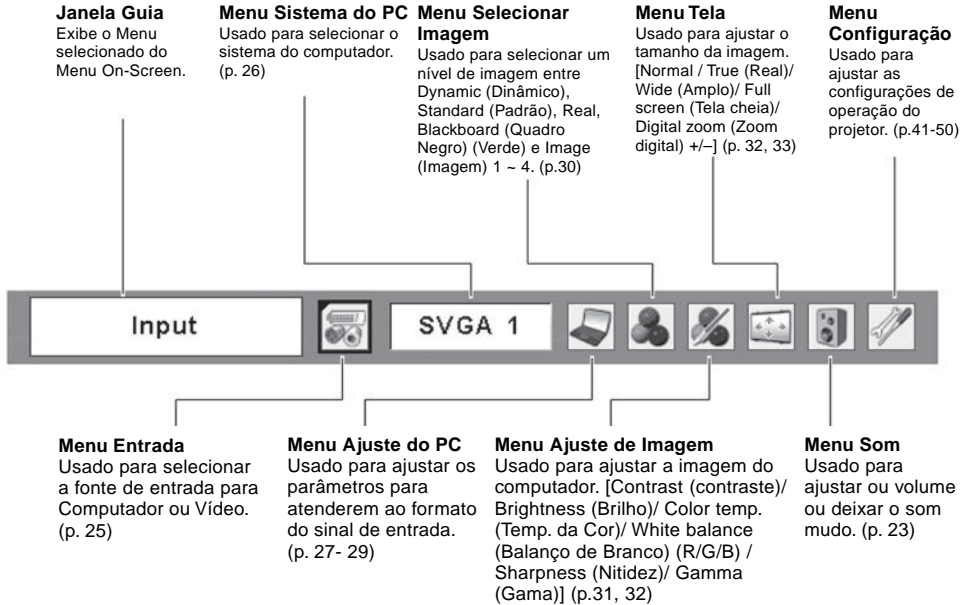 Janela Guia
Exibe o Menu
selecionado do
Menu On-Screen.
Menu Sistema do PC
Usado para selecionar o
sistema do computador.
(p. 26)
Menu Selecionar
Imagem
Usado para selecionar um
nível de imagem entre
Dynamic (Dinâmico),
Standard (Padrão), Real,
Blackboard (Quadro
Negro) (Verde) e Image
(Imagem) 1 ~ 4. (p.30)
Menu Tela
Usado para ajustar o
tamanho da imagem.
[Normal / True (Real)/
Wide (Amplo)/ Full
screen (Tela cheia)/
Digital zoom (Zoom
digital) +/–] (p. 32, 33)
Menu
Configuração
Usado para
ajustar as
configurações de
operação do
projetor. (p.41-50)
Input
SVGA 1
Menu Entrada
Usado para selecionar
a fonte de entrada para
Computador ou Vídeo.
(p. 25)
Menu Ajuste do PC
Usado para ajustar os
parâmetros para
atenderem ao formato
do sinal de entrada.
(p. 27- 29)
Menu Ajuste de Imagem
Usado para ajustar a imagem do
computador. [Contrast (contraste)/
Brightness (Brilho)/ Color temp.
(Temp. da Cor)/ White balance
(Balanço de Branco) (R/G/B) /
Sharpness (Nitidez)/ Gamma
(Gama)] (p.31, 32)
Menu Som
Usado para
ajustar ou volume
ou deixar o som
mudo. (p. 23)